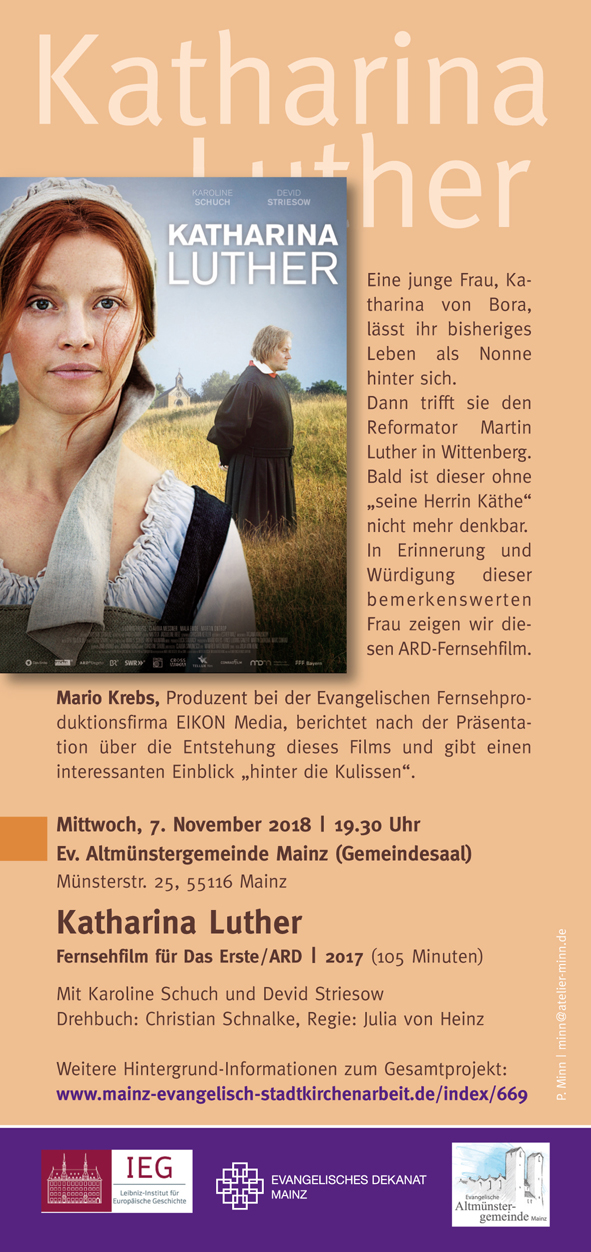 Katharina
Luther
KAROLINE
SCHUCH
DEVID
STRIESOW
KATHARINA
LUTHER
Eine junge Frau, Ka-
tharina von Bora,
lässt ihr bisheriges
Leben als Nonne
hinter sich.
Dann trifft sie den
Reformator Martin
Luther in Wittenberg.
Bald ist dieser ohne
„seine Herrin Käthe“
nicht mehr denkbar.
In Erinnerung und
Würdigung dieser
bemerkenswerten
Frau zeigen wir die-
sen ARD-Fernsehfilm.
Mario Krebs, Produzent bei der Evangelischen Fernsehpro-
duktionsfirma EIKON Media, berichtet nach der Präsenta-
tion über die Entstehung dieses Films und gibt einen
interessanten Einblick „hinter die Kulissen“.
Mittwoch, 7. November 2018 | 19.30 Uhr
Ev. Altmünstergemeinde Mainz (Gemeindesaal)
Münsterstr. 25, 55116 Mainz
Katharina Luther
Fernsehfilm für Das Erste/ARD | 2017 (105 Minuten)
Mit Karoline Schuch und Devid Striesow
Drehbuch: Christian Schnalke, Regie: Julia von Heinz
Weitere Hintergrund-Informationen zum Gesamtprojekt:
www.mainz-evangelisch-stadtkirchenarbeit.de/index/669
P. Minn | minn@atelier-minn.de
IEG
Leibniz-Institut für
Europäische Geschichte
EVANGELISCHES DEKANAT
MAINZ
Evangelische
Altmünster-
gemeinde Mainz